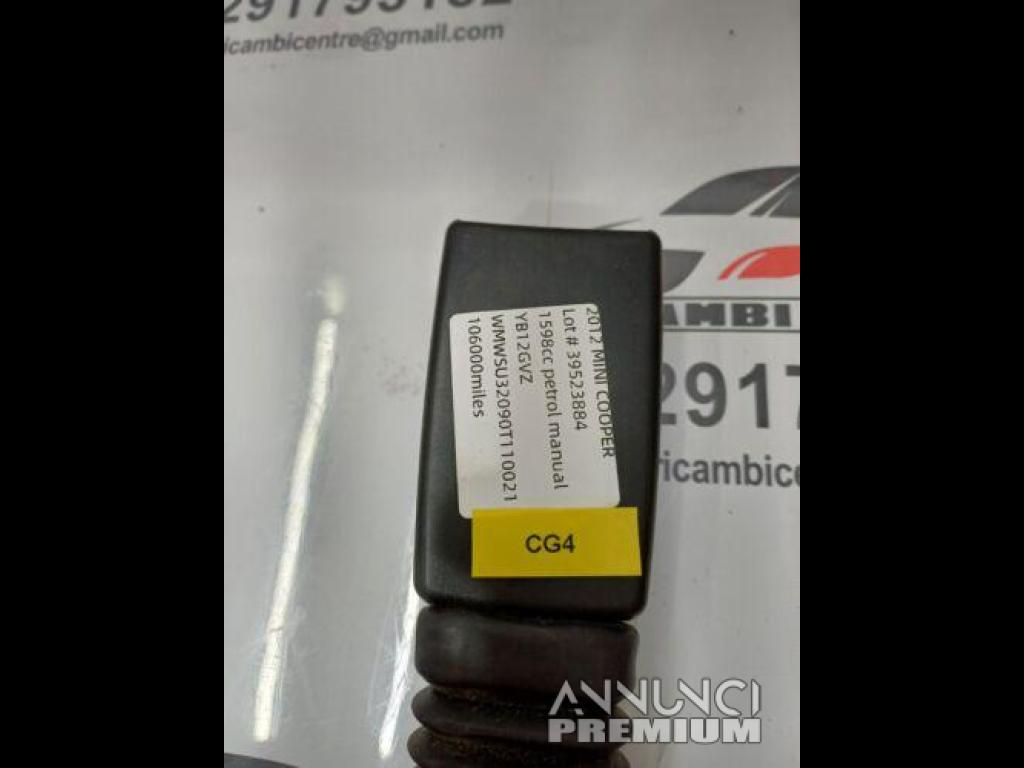 291793182
ricambicentre@gmail.com
AMBI
2917
ricambice
2012 MINI COOPER
Lot # 39523884
1598cc petrol manual
YB12GVZ
WMWSU32090T110021
106000miles
CG4
ANNUNCI
PREMIUM